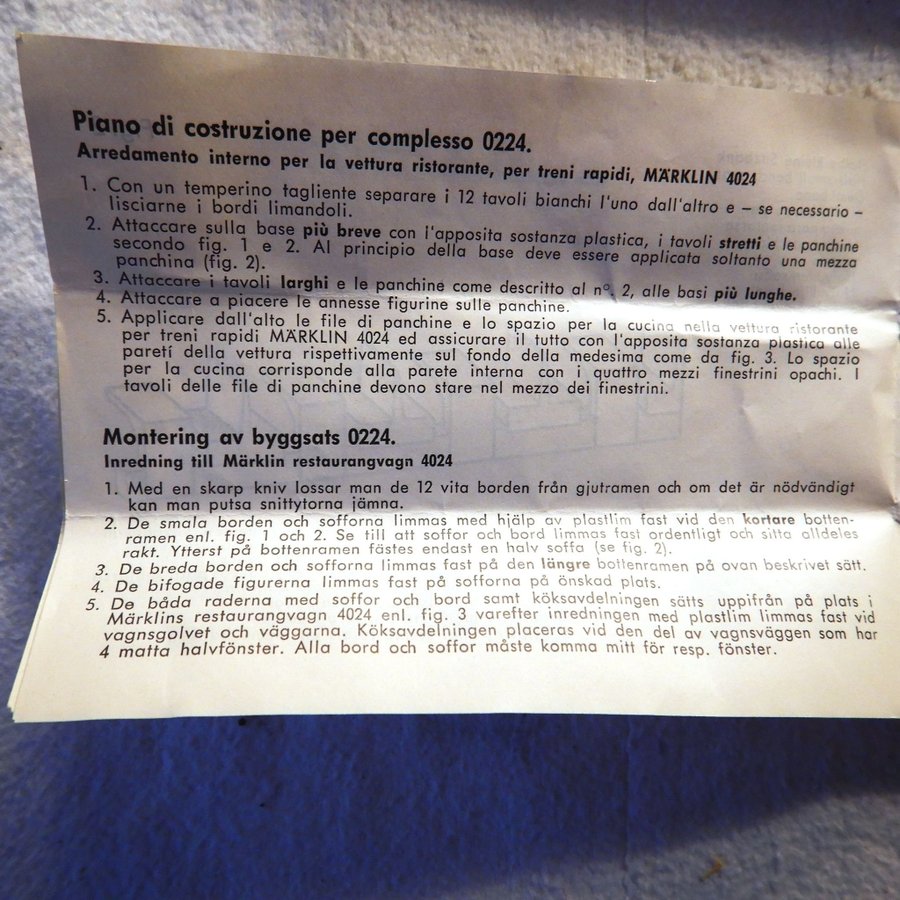 Piano di costruzione per complesso 0224.
Arredamento interno per la vettura ristorante, per treni rapidi, MÄRKLIN 4024
1. Con un temperino tagliente separare i 12 tavoli bianchi l'uno dall'altro e – se necessario –
lisciarne i bordi limandoli.
2. Attaccare sulla base più breve con l'apposita sostanza plastica, i tavoli stretti e le panchine
secondo fig. 1 e 2. Al principio della base deve essere applicata soltanto una mezza
panchina (fig. 2).
3. Attaccare i tavoli larghi e le panchine come descritto al n°. 2, alle basi più lunghe.
4. Attaccare a piacere le annesse figurine sulle panchine.
5. Applicare dall'alto le file di panchine e lo spazio per la cucina nella vettura ristorante
per treni rapidi MÄRKLIN 4024 ed assicurare il tutto con l'apposita sostanza plastica alle
paretí della vettura rispettivamente sul fondo della medesima come da fig. 3. Lo spazio
per la cucina corrisponde alla parete interna con i quattro mezzi finestrini opachi. I
tavoli delle file di panchine devono stare nel mezzo dei finestrini.
Montering av byggsats 0224.
Inredning till Märklin restaurangvagn 4024
1. Med en skarp kniv lossar man de 12 vita borden från gjutramen och om det är nödvändigt
kan man putsa snittytorna jämna.
2. De smala borden och sofforna limmas med hjälp av plastlim fast vid den kortare botten-
ramen enl. fig. 1 och 2. Se till att soffor och bord limmas fast ordentligt och sitta alldeles
rakt. Ytterst på bottenramen fästes endast en halv soffa (se fig. 2).
3. De breda borden och sofforna limmas fast på den längre bottenramen på ovan beskrivet sätt.
4. De bifogade figurerna limmas fast på sofforna på önskad plats.
5. De båda raderna med soffor och bord samt köksavdelningen sätts uppifrån på plats i
Märklins restaurangvagn 4024 enl. fig. 3 varefter inredningen med plastlim limmas fast vid
vagnsgolvet och väggarna. Köksavdelningen placeras vid den del av vagnsväggen som har
4 matta halvfönster. Alla bord och soffor måste komma mitt för resp. fönster.